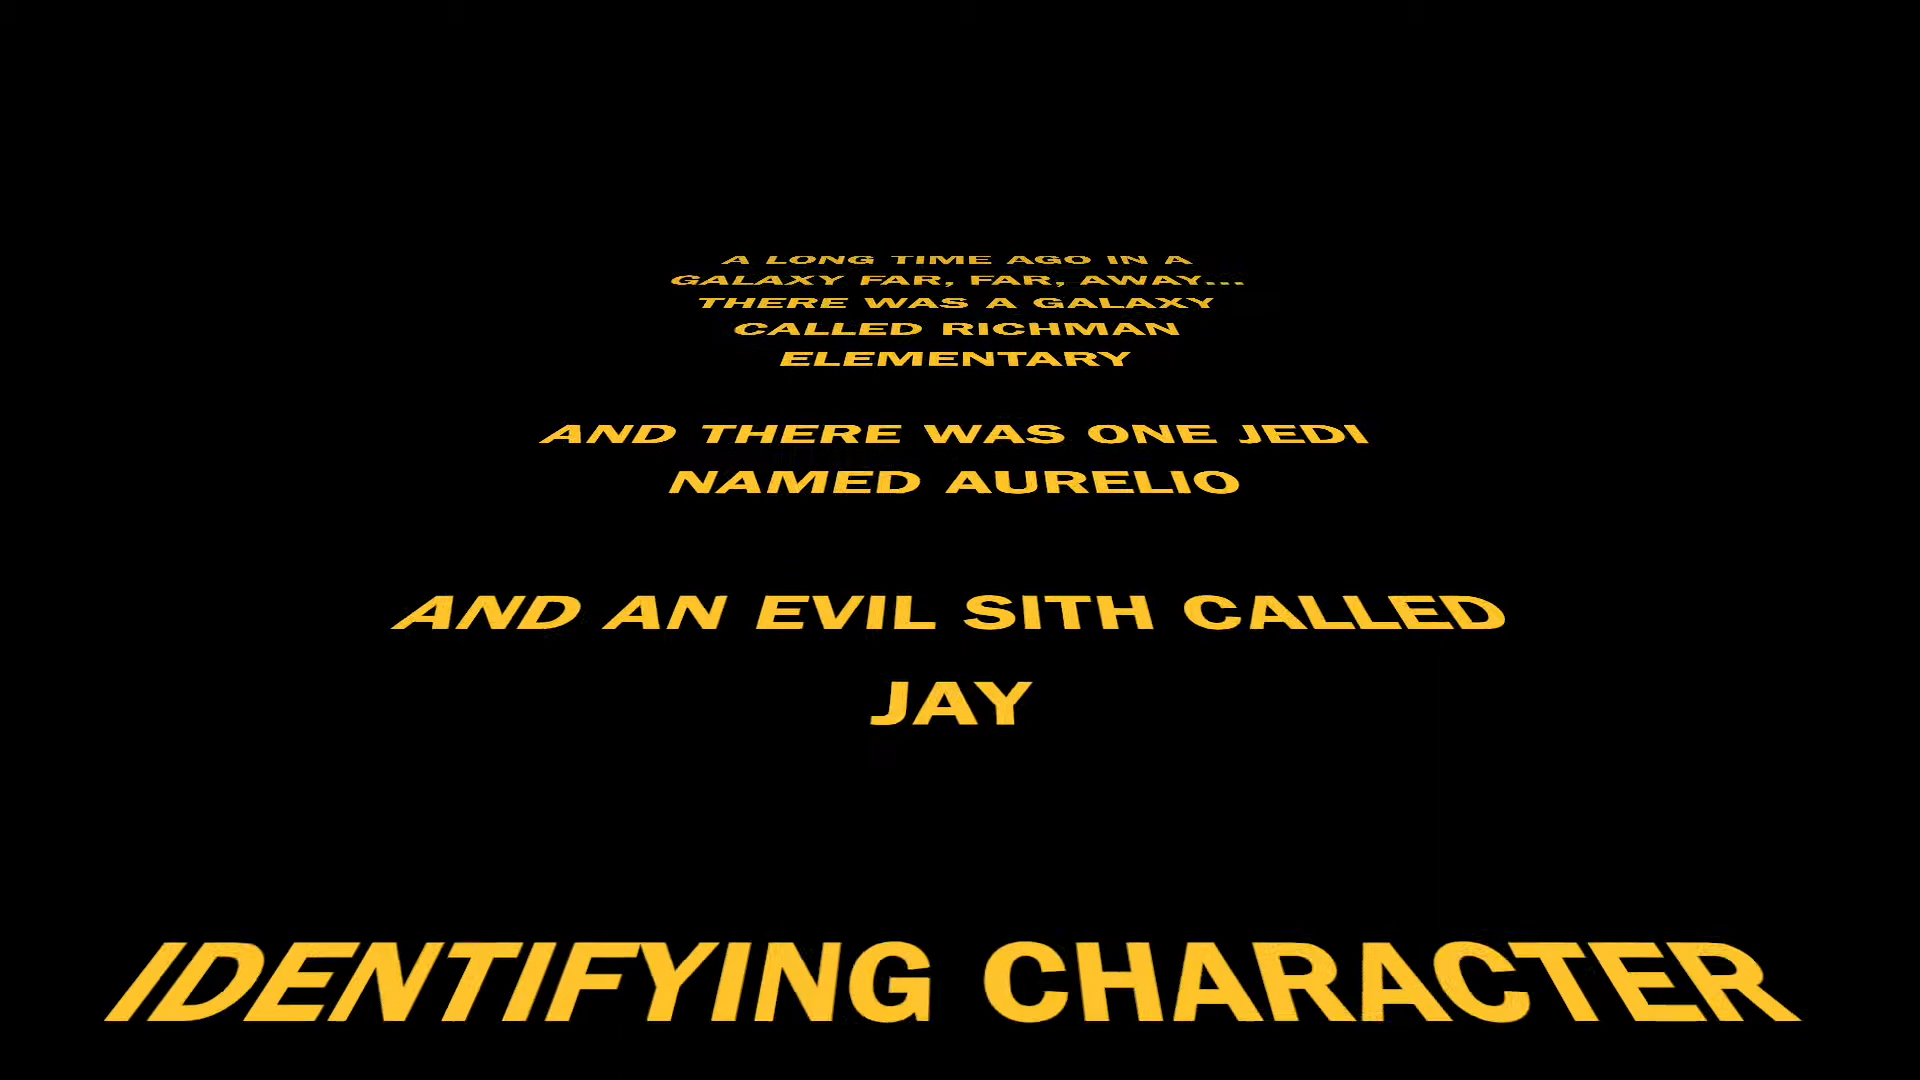 A LONG TIME AGO IN A
GALAXY FAR, FAR, AWAY...
THERE WAS A GALAXY
CALLED RICHMAN
ELEMENTARY
AND THERE WAS ONE JEDI
NAMED AURELIO
AND AN EVIL SITH CALLED
JAY
IDENTIFYING CHARACTER